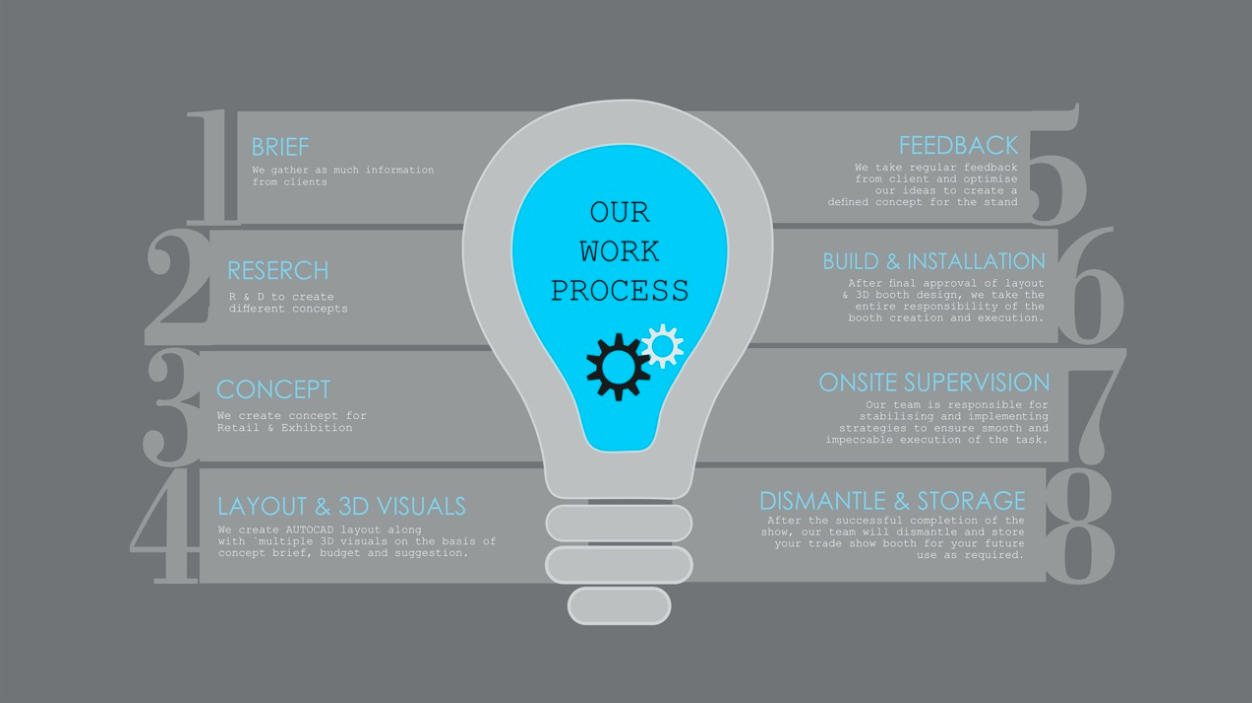 OUR
WORK
PROCESS
1
BRIEF
We gather as much information
from clients
2
RESERCH
R & D to create
different concepts
3
CONCEPT
We create concept for
Retail & Exhibition
4
LAYOUT & 3D VISUALS
We create AUTOCAD layout along
with `multiple 3D visuals on the basis of
concept brief, budget and suggestion.
5
FEEDBACK
We take regular feedback
from client and optimise
our ideas to create a
defined concept for the stand
6
BUILD & INSTALLATION
After final approval of layout
& 3D booth design, we take the
entire responsibility of the
booth creation and execution.
7
ONSITE SUPERVISION
Our team is responsible for
stabilising and implementing
strategies to ensure smooth and
impeccable execution of the task.
8
DISMANTLE & STORAGE
After the successful completion of the
show, our team will dismantle and store
your trade show booth for your future
use as required.